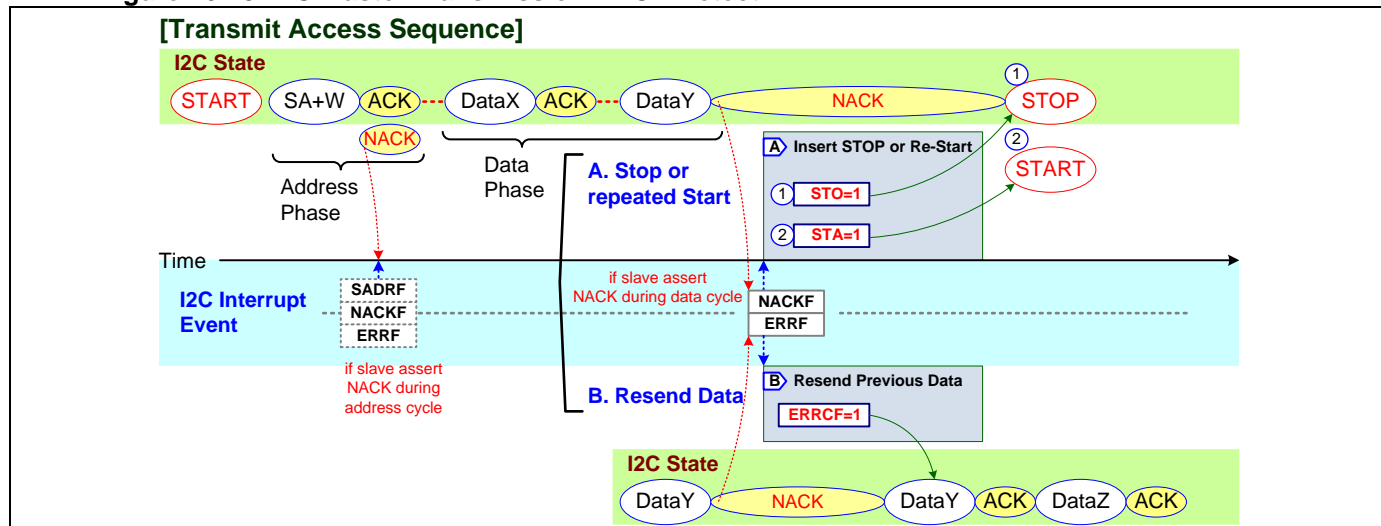 [Transmit Access Sequence]
I2C State
START SA+W ACK DataX ACK DataY NACK 1 STOP
NACK
2 START
Address
Phase
Data
Phase
A. Stop or
repeated Start
A Insert STOP or Re-Start
1 STO=1
2 STA=1
Time
I2C Interrupt
Event
SADRF
NACKF
ERRF
if slave assert
NACK during
address cycle
if slave assert
NACK during data cycle
NACKF
ERRF
B. Resend Data
B Resend Previous Data
ERRCF=1
I2C State
DataY NACK DataY ACK DataZ ACK